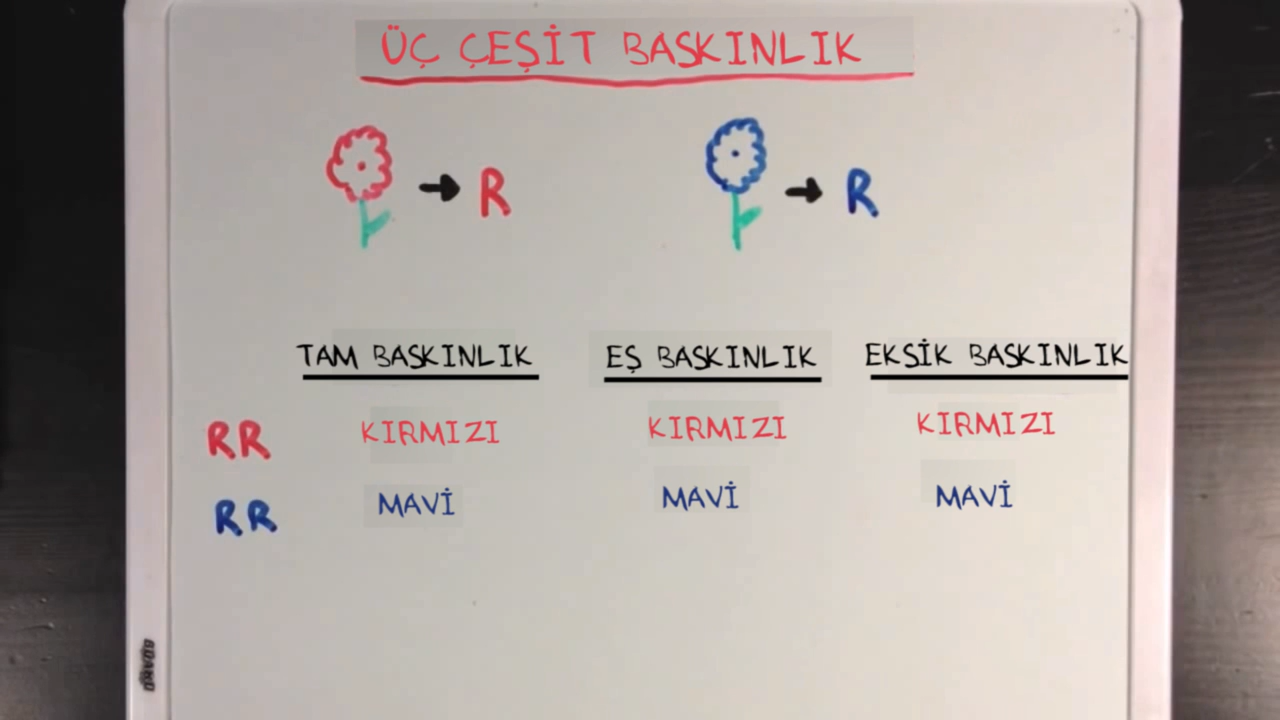 ÜÇ ÇEŞİT BASKINLIK
R R
TAM BASKINLIK EŞ BASKINLIK EKSİK BASKINLIK
RR KIRMIZI KIRMIZI KIRMIZI
RR MAVİ MAVİ MAVİ